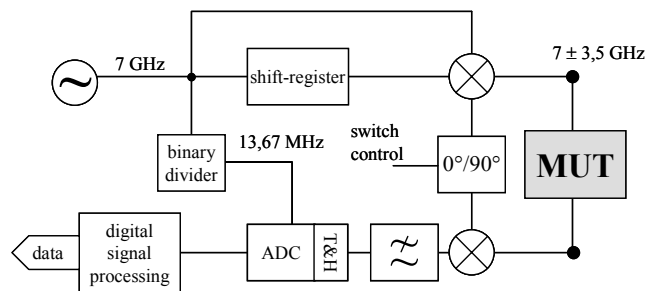 7 GHz
shift-register
7 ± 3,5 GHz
binary
divider
13,67 MHz
switch
control
0°/90°
MUT
data
digital
signal
processing
ADC
T&H